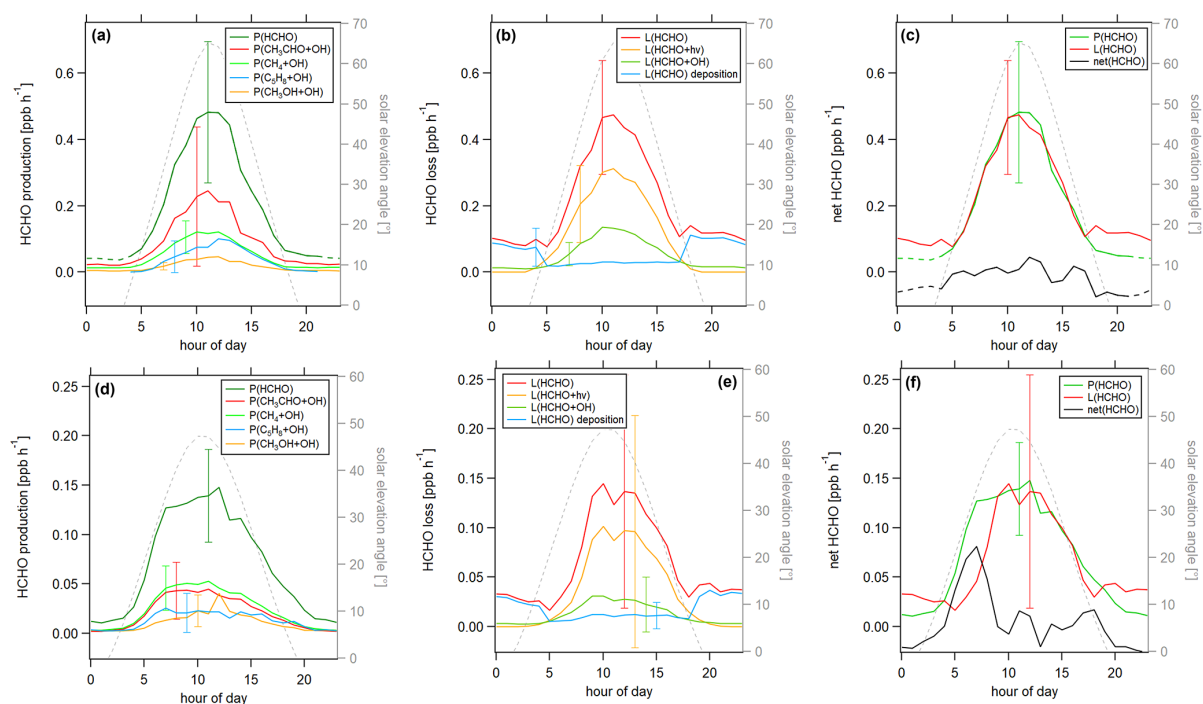 (a)
P(HCHO)
P(CH₃CHO+OH)
P(CH₄+OH)
P(C₅H₈+OH)
P(CH₃OH+OH)
HCHO production [ppb h⁻¹]
0.6
0.4
0.2
0.0
70
60
50
40
30
20
10
0
solar elevation angle [°]
0 5 10 15 20
hour of day
(b)
L(HCHO)
L(HCHO+hv)
L(HCHO+OH)
L(HCHO) deposition
HCHO loss [ppb h⁻¹]
0.6
0.4
0.2
0.0
70
60
50
40
30
20
10
0
solar elevation angle [°]
0 5 10 15 20
hour of day
(c)
P(HCHO)
L(HCHO)
net(HCHO)
net HCHO [ppb h⁻¹]
0.6
0.4
0.2
0.0
70
60
50
40
30
20
10
0
solar elevation angle [°]
0 5 10 15 20
hour of day
(d)
P(HCHO)
P(CH₃CHO+OH)
P(CH₄+OH)
P(C₅H₈+OH)
P(CH₃OH+OH)
HCHO production [ppb h⁻¹]
0.25
0.20
0.15
0.10
0.05
0.00
60
50
40
30
20
10
0
solar elevation angle [°]
0 5 10 15 20
hour of day
(e)
L(HCHO)
L(HCHO+hv)
L(HCHO+OH)
L(HCHO) deposition
HCHO loss [ppb h⁻¹]
0.25
0.20
0.15
0.10
0.05
0.00
60
50
40
30
20
10
0
solar elevation angle [°]
0 5 10 15 20
hour of day
(f)
P(HCHO)
L(HCHO)
net(HCHO)
net HCHO [ppb h⁻¹]
0.25
0.20
0.15
0.10
0.05
0.00
60
50
40
30
20
10
0
solar elevation angle [°]
0 5 10 15 20
hour of day